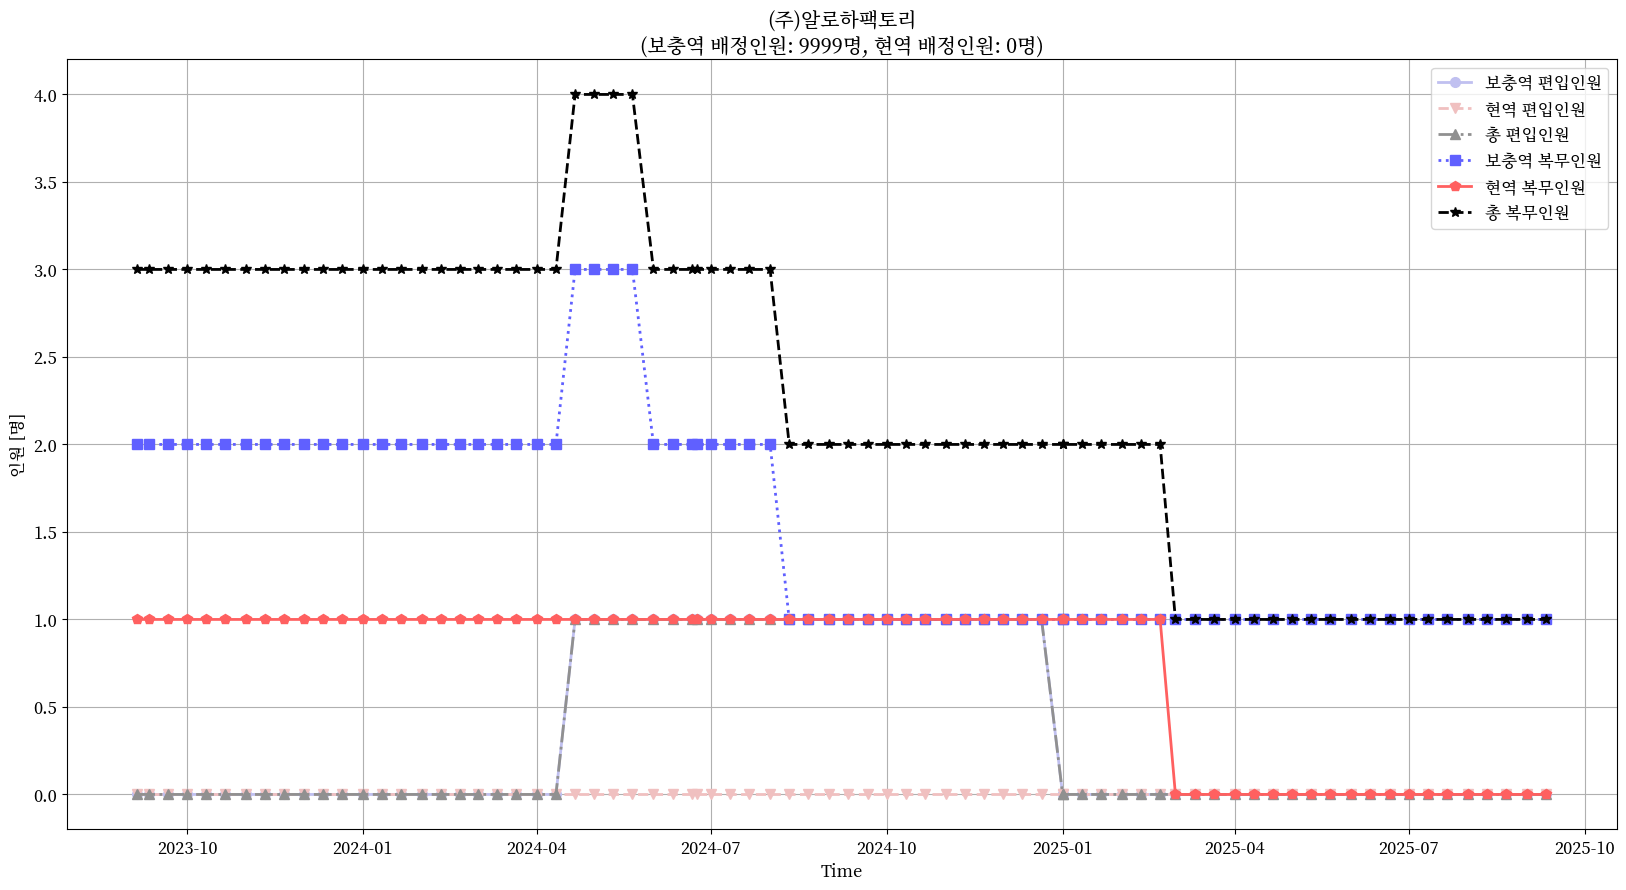 (주)알로하팩토리
(보충역 배정인원: 9999명, 현역 배정인원: 0명)
보충역 편입인원
현역 편입인원
총 편입인원
보충역 복무인원
현역 복무인원
총 복무인원
4.0
3.5
3.0
2.5
2.0
1.5
1.0
0.5
0.0
인원 [명]
2023-10 2024-01 2024-04 2024-07 2024-10 2025-01 2025-04 2025-07 2025-10
Time